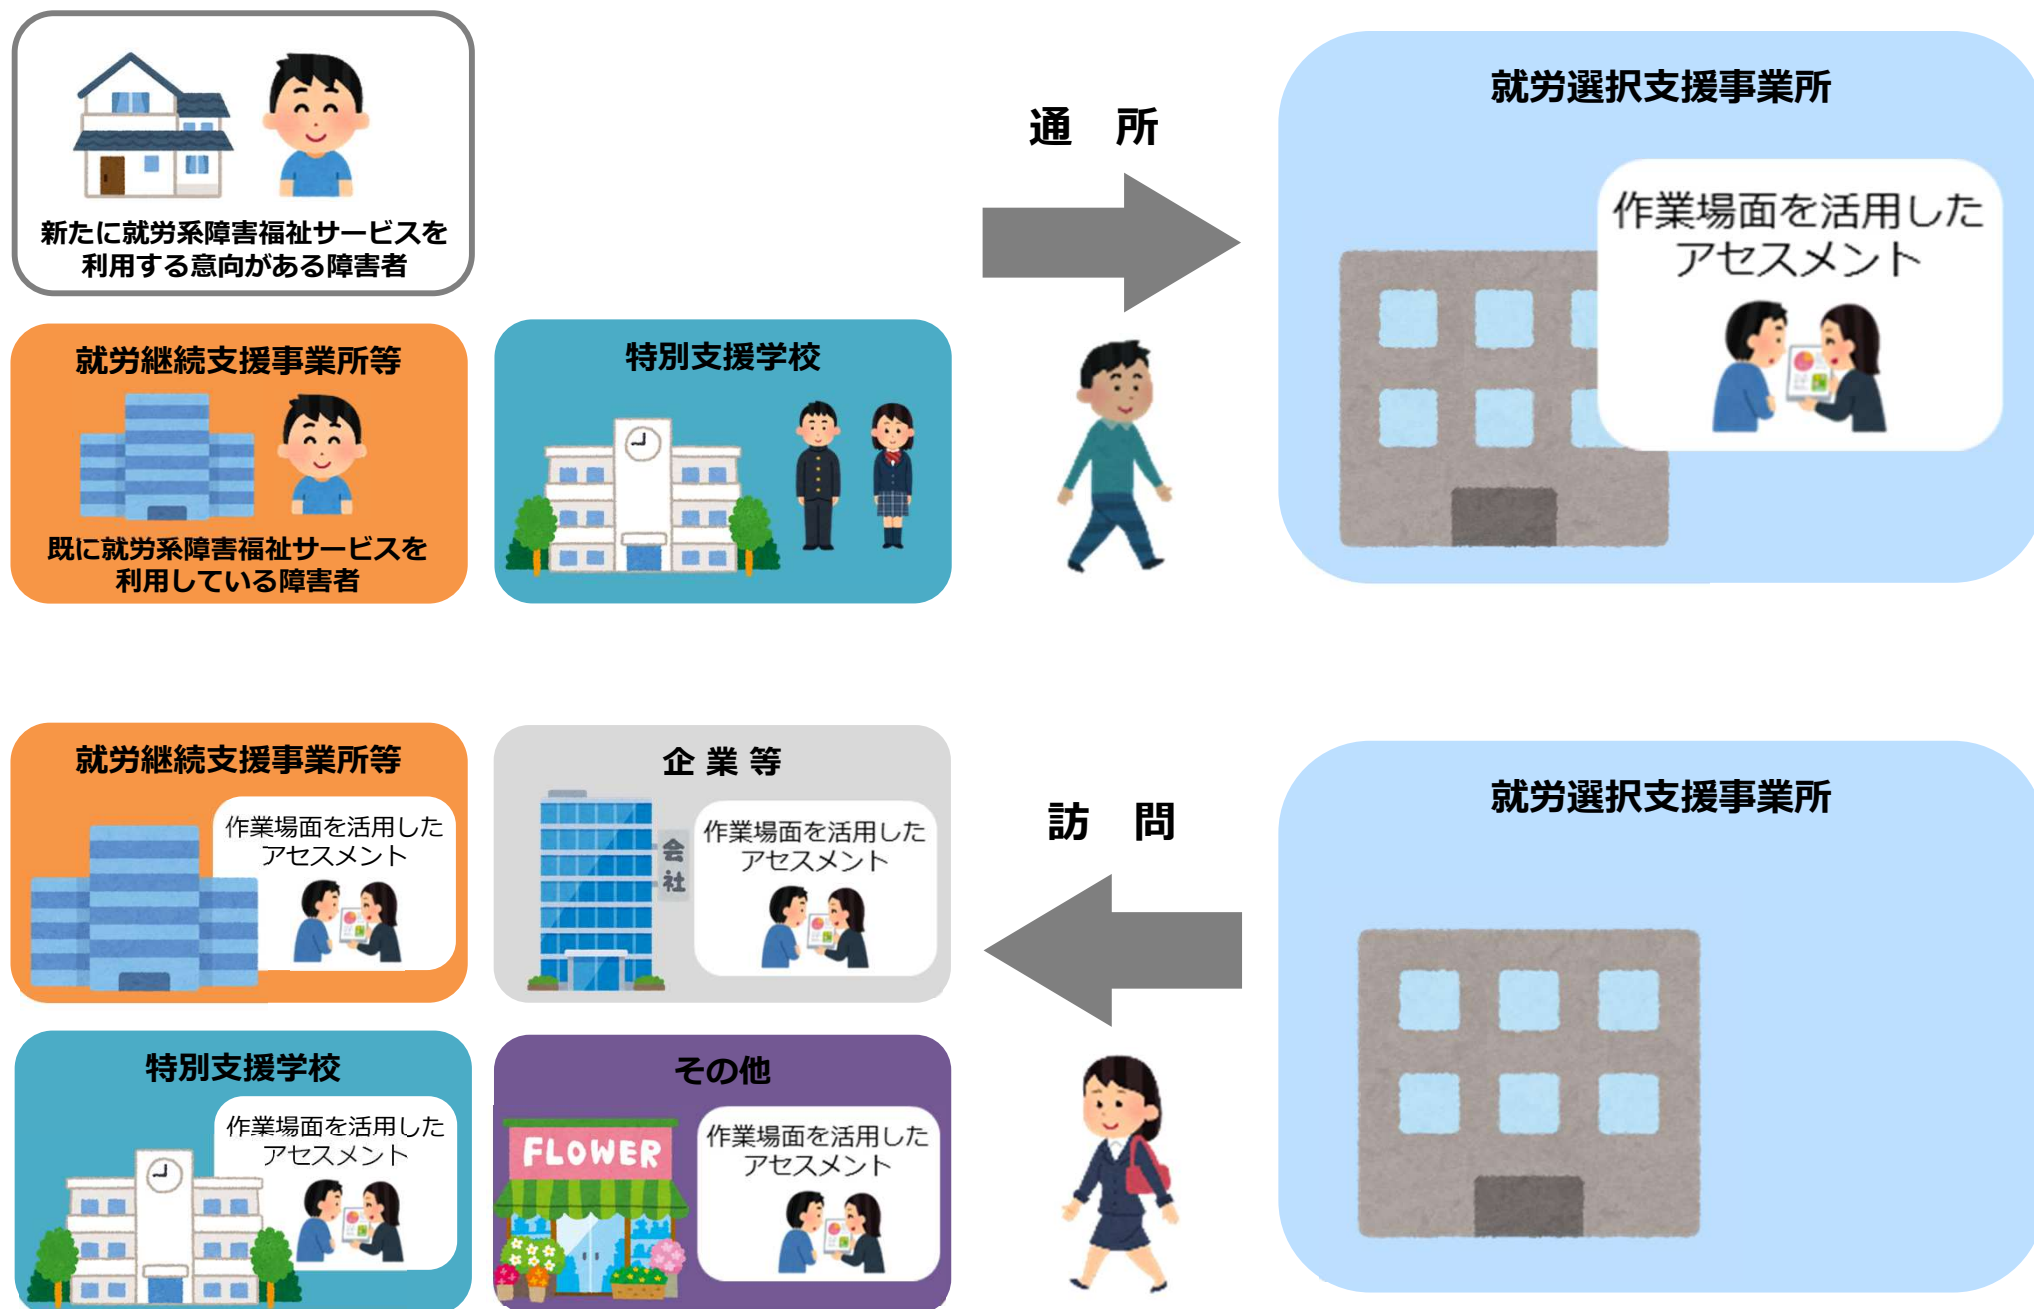 新たに就労系障害福祉サービスを
利用する意向がある障害者
就労継続支援事業所等
既に就労系障害福祉サービスを
利用している障害者
特別支援学校
通　所
就労選択支援事業所
作業場面を活用した
アセスメント
就労継続支援事業所等
作業場面を活用した
アセスメント
企 業 等
会社
作業場面を活用した
アセスメント
特別支援学校
作業場面を活用した
アセスメント
その他
FLOWER
作業場面を活用した
アセスメント
訪　問
就労選択支援事業所